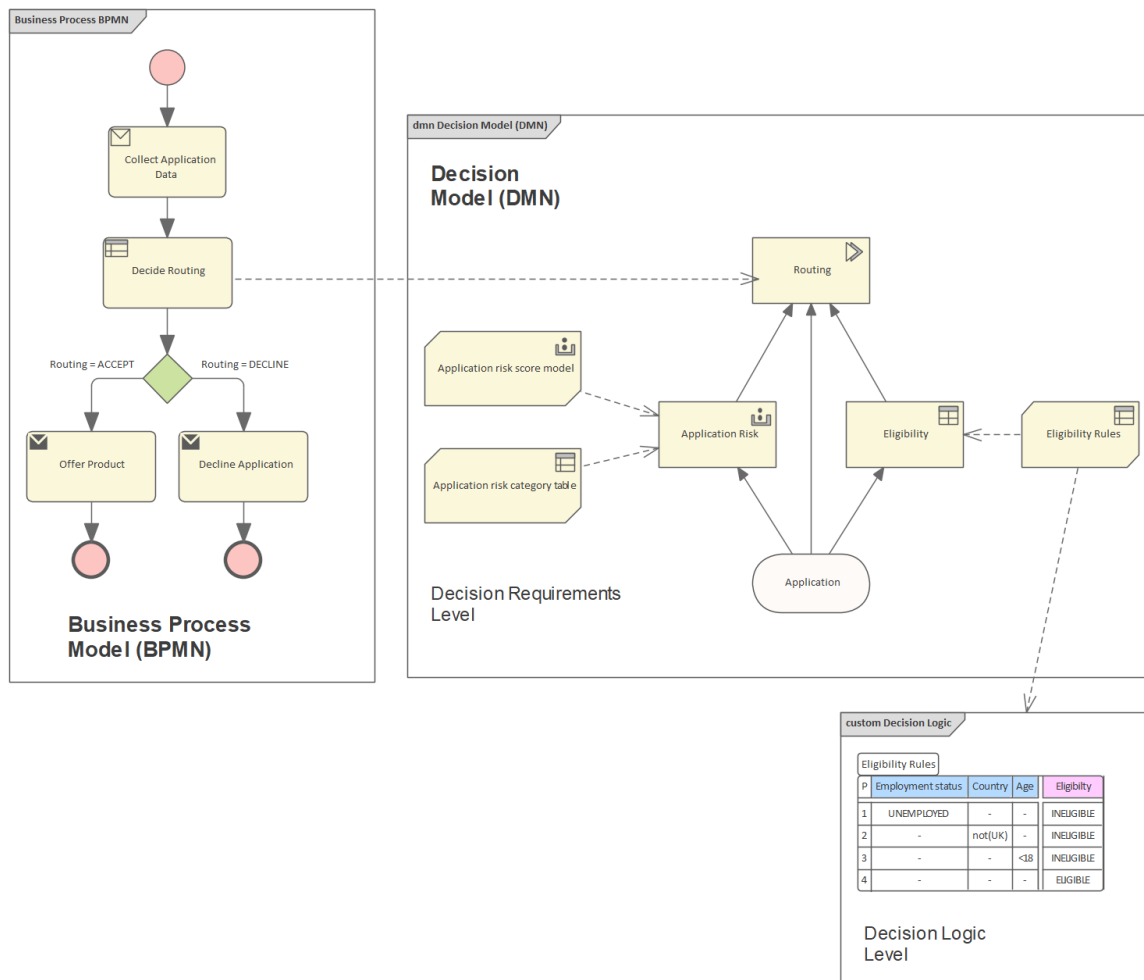 Business Process BPMN
Collect Application
Data
Decide Routing
Routing = ACCEPT
Routing = DECLINE
Offer Product
Decline Application
Business Process
Model (BPMN)
dmn Decision Model (DMN)
Decision
Model (DMN)
Routing
Application risk score model
Application Risk
Eligibility
Eligibility Rules
Application risk category table
Application
Decision Requirements
Level
custom Decision Logic
Eligibility Rules
P Employment status Country Age Eligibilty
1 UNEMPLOYED - - INELIGIBLE
2 - not(UK) - INELIGIBLE
3 - - <18 INELIGIBLE
4 - - - ELIGIBLE
Decision Logic
Level